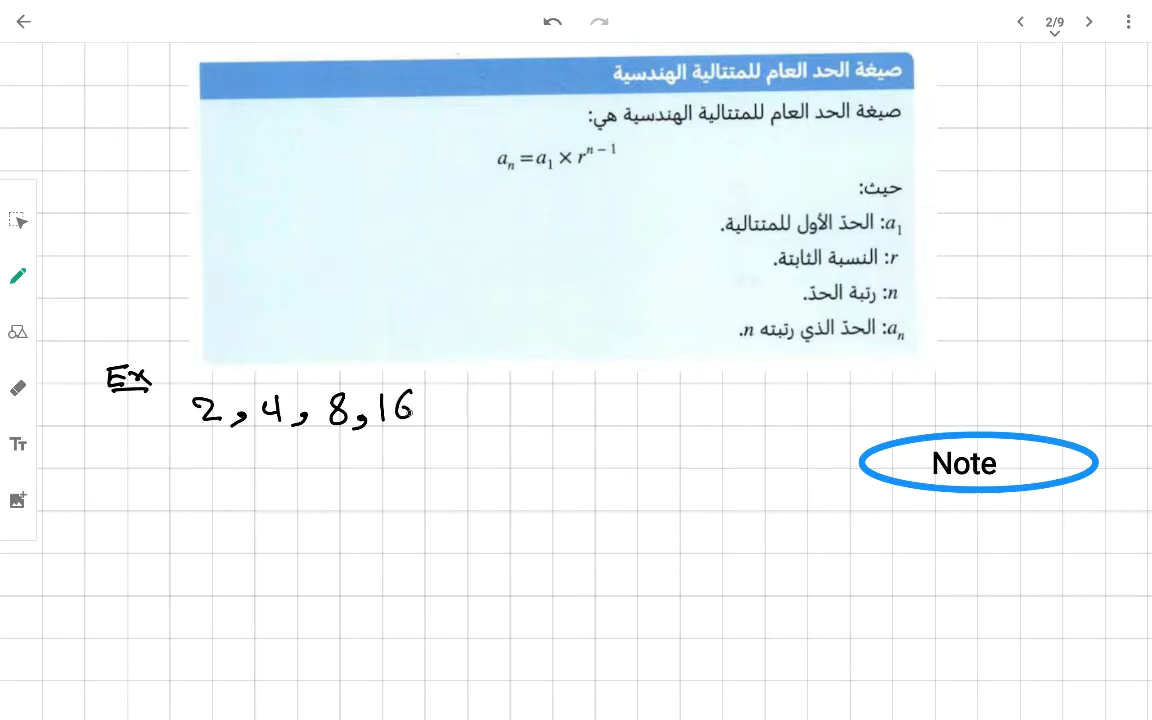 2/9
صيغة الحد العام للمتتالية الهندسية
صيغة الحد العام للمتتالية الهندسية هي:
aₙ = a₁ × rⁿ⁻¹
حيث:
a₁: الحدّ الأول للمتتالية.
r: النسبة الثابتة.
n: رتبة الحدّ.
aₙ: الحدّ الذي رتبته n.
Ex
2, 4, 8, 16
Note
Tт